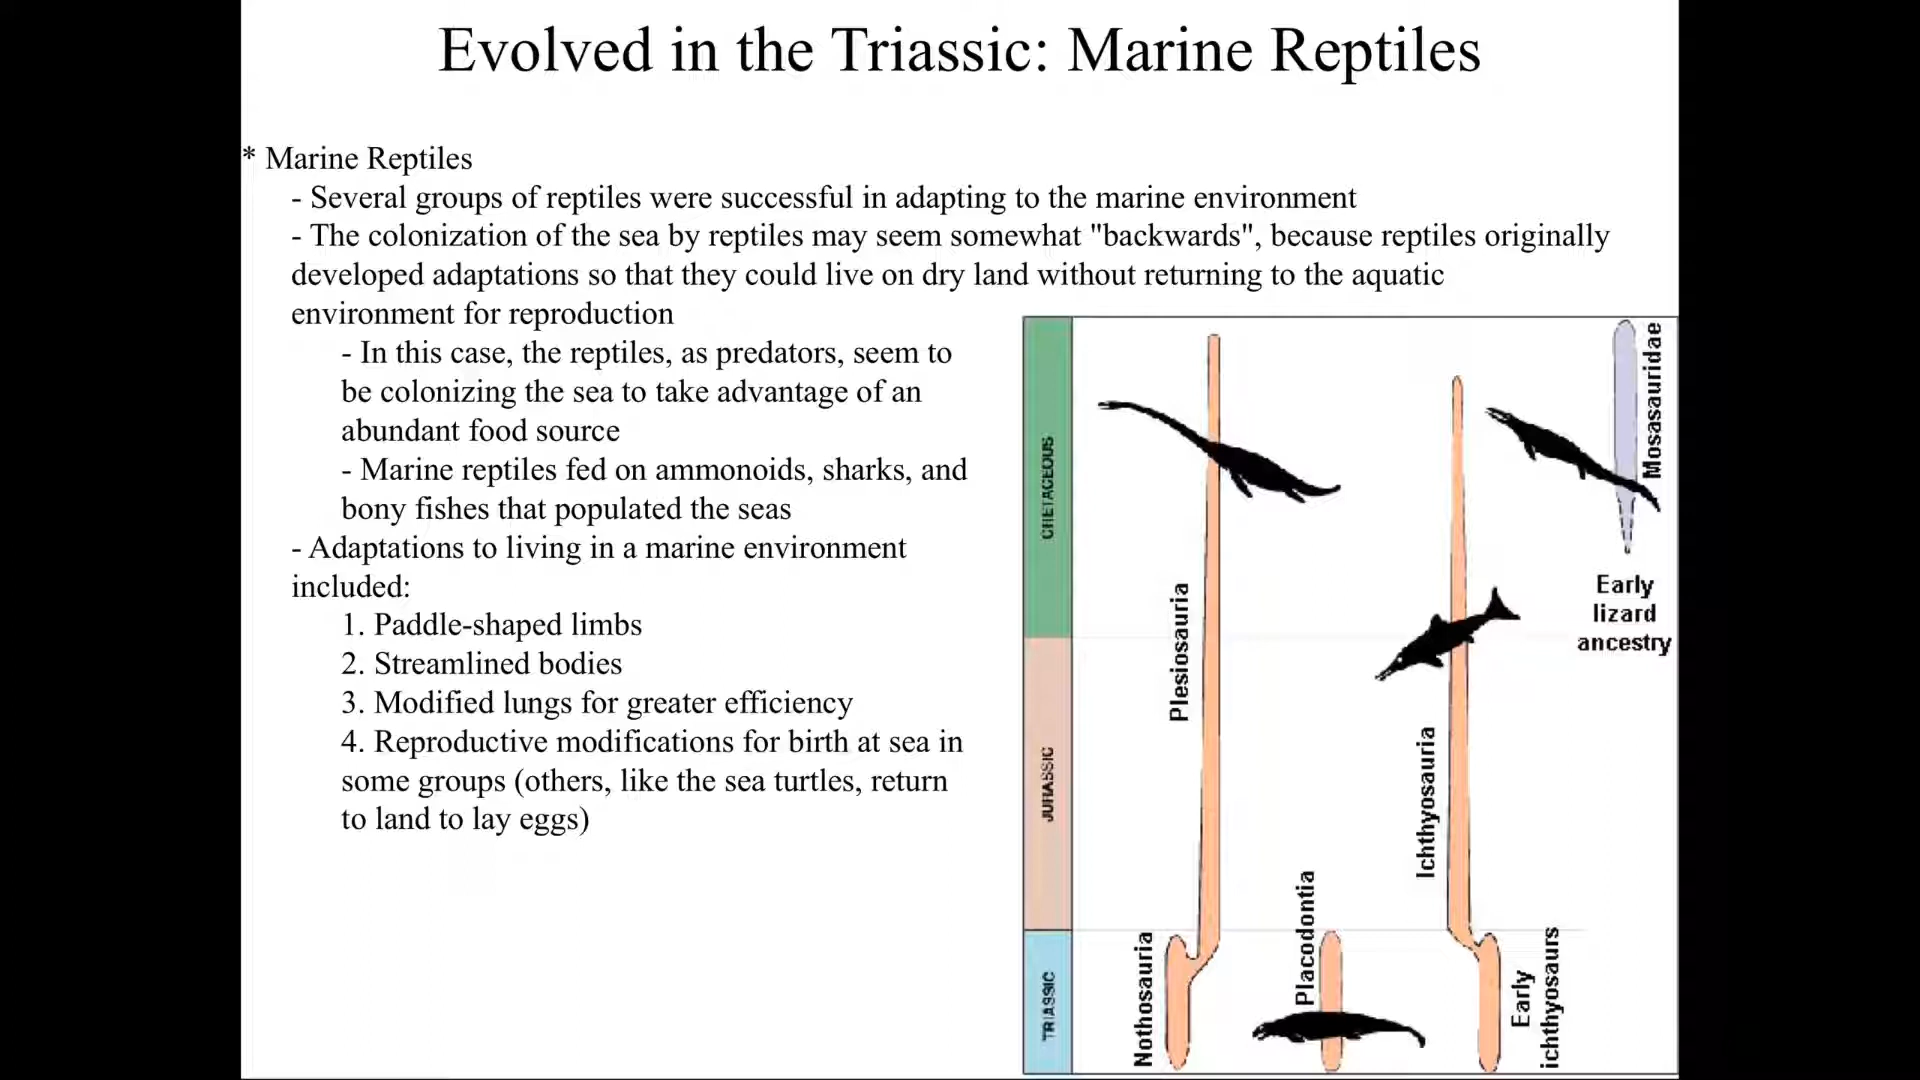 Evolved in the Triassic: Marine Reptiles
* Marine Reptiles
- Several groups of reptiles were successful in adapting to the marine environment
- The colonization of the sea by reptiles may seem somewhat "backwards", because reptiles originally
developed adaptations so that they could live on dry land without returning to the aquatic
environment for reproduction
- In this case, the reptiles, as predators, seem to
be colonizing the sea to take advantage of an
abundant food source
- Marine reptiles fed on ammonoids, sharks, and
bony fishes that populated the seas
- Adaptations to living in a marine environment
included:
1. Paddle-shaped limbs
2. Streamlined bodies
3. Modified lungs for greater efficiency
4. Reproductive modifications for birth at sea in
some groups (others, like the sea turtles, return
to land to lay eggs)
CRETACEOUS
JURASSIC
TRIASSIC
Plesiosauria
Nothosauria
Placodontia
Ichthyosauria
Early
ichthyosaurs
Mosasauridae
Early
lizard
ancestry